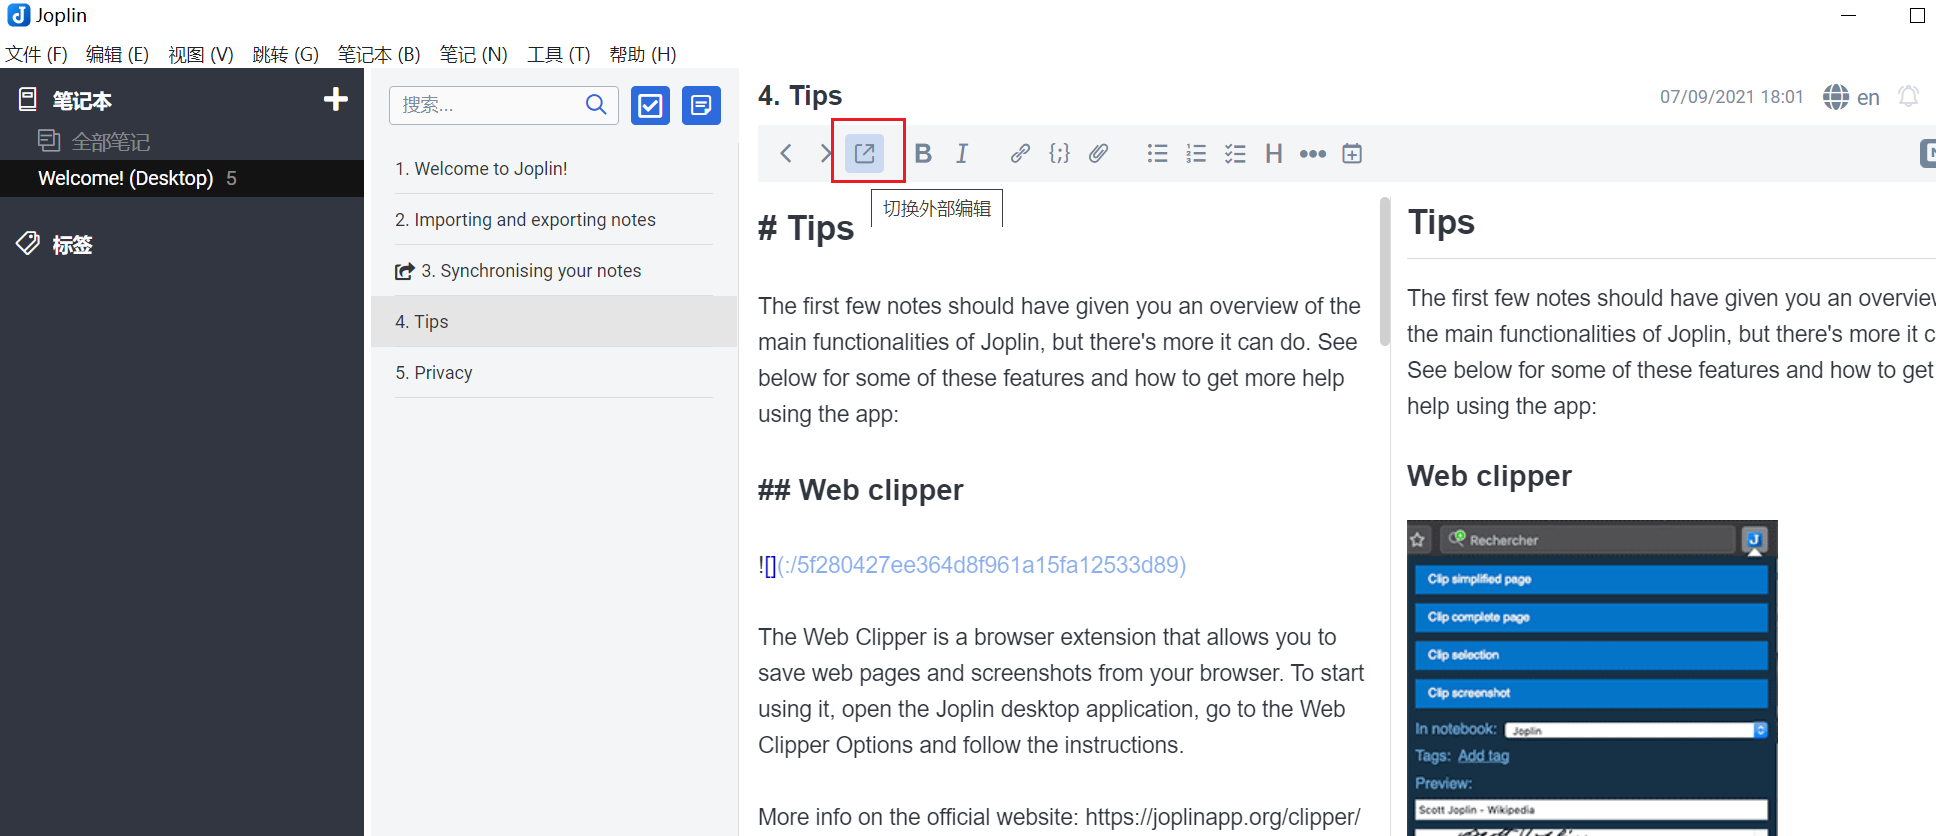 Joplin
文件 (F) 编辑 (E) 视图 (V) 跳转 (G) 笔记本 (B) 笔记 (N) 工具 (T) 帮助 (H)
笔记本
全部笔记
Welcome! (Desktop) 5
标签
搜索...
1. Welcome to Joplin!
2. Importing and exporting notes
3. Synchronising your notes
4. Tips
5. Privacy
4. Tips
07/09/2021 18:01
en
B I {;} H
切换外部编辑
# Tips
The first few notes should have given you an overview of the
main functionalities of Joplin, but there's more it can do. See
below for some of these features and how to get more help
using the app:
## Web clipper
![](:/5f280427ee364d8f961a15fa12533d89)
The Web Clipper is a browser extension that allows you to
save web pages and screenshots from your browser. To start
using it, open the Joplin desktop application, go to the Web
Clipper Options and follow the instructions.
More info on the official website: https://joplinapp.org/clipper/
Tips
The first few notes should have given you an
the main functionalities of Joplin, but there's more it
See below for some of these features and how to get
help using the app:
Web clipper
Rechercher
Clip simplified page
Clip complete page
Clip selection
Clip screenshot
In notebook: Joplin
Tags: Add tag
Preview:
Scott Joplin - Wikipedia